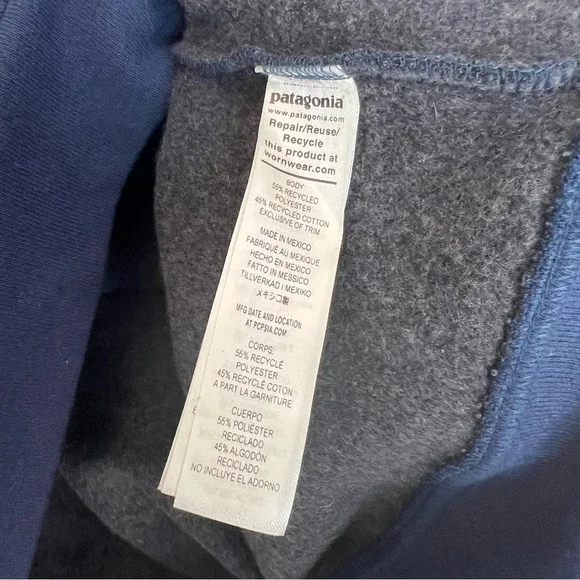 patagonia
www.patagonia.com
Repair/Reuse/
Recycle
this product at
wornwear.com
BODY
55% RECYCLED
POLYESTER
45% RECYCLED COTTON
EXCLUSIVE OF TRIM
MADE IN MEXICO
FABRIQUÉ AU MEXIQUE
HECHO EN MEXICO
FATTO IN MESSICO
TILLVERKAD I MEXIKO
メキシコ製
MFG DATE AND LOCATION
AT PCPSIA.COM
CORPS:
55% RECYCLÉ
POLYESTER
45% RECYCLÉ COTON
A PART LA GARNITURE
CUERPO
55% POLIÉSTER
RECICLADO
45% ALGODÓN
RECICLADO
NO INCLUYE EL ADORNO